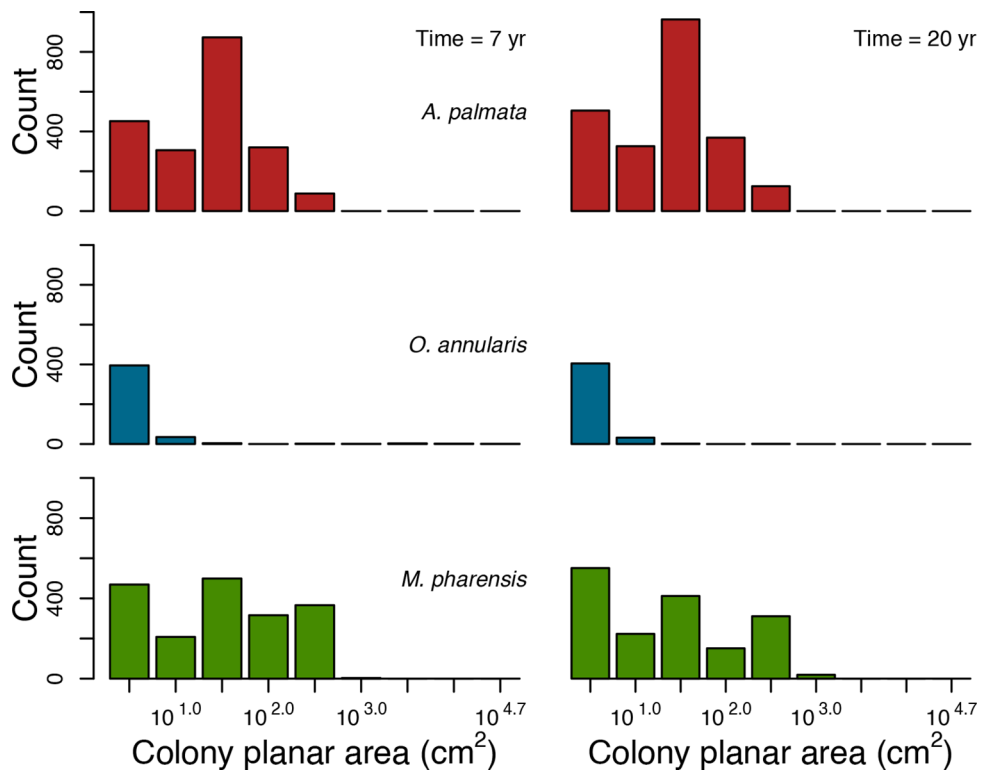 Time = 7 yr
Time = 20 yr
Count
800
400
0
A. palmata
Count
800
400
0
O. annularis
Count
800
400
0
M. pharensis
10^1.0 10^2.0 10^3.0 10^4.7
10^1.0 10^2.0 10^3.0 10^4.7
Colony planar area (cm²)
Colony planar area (cm²)